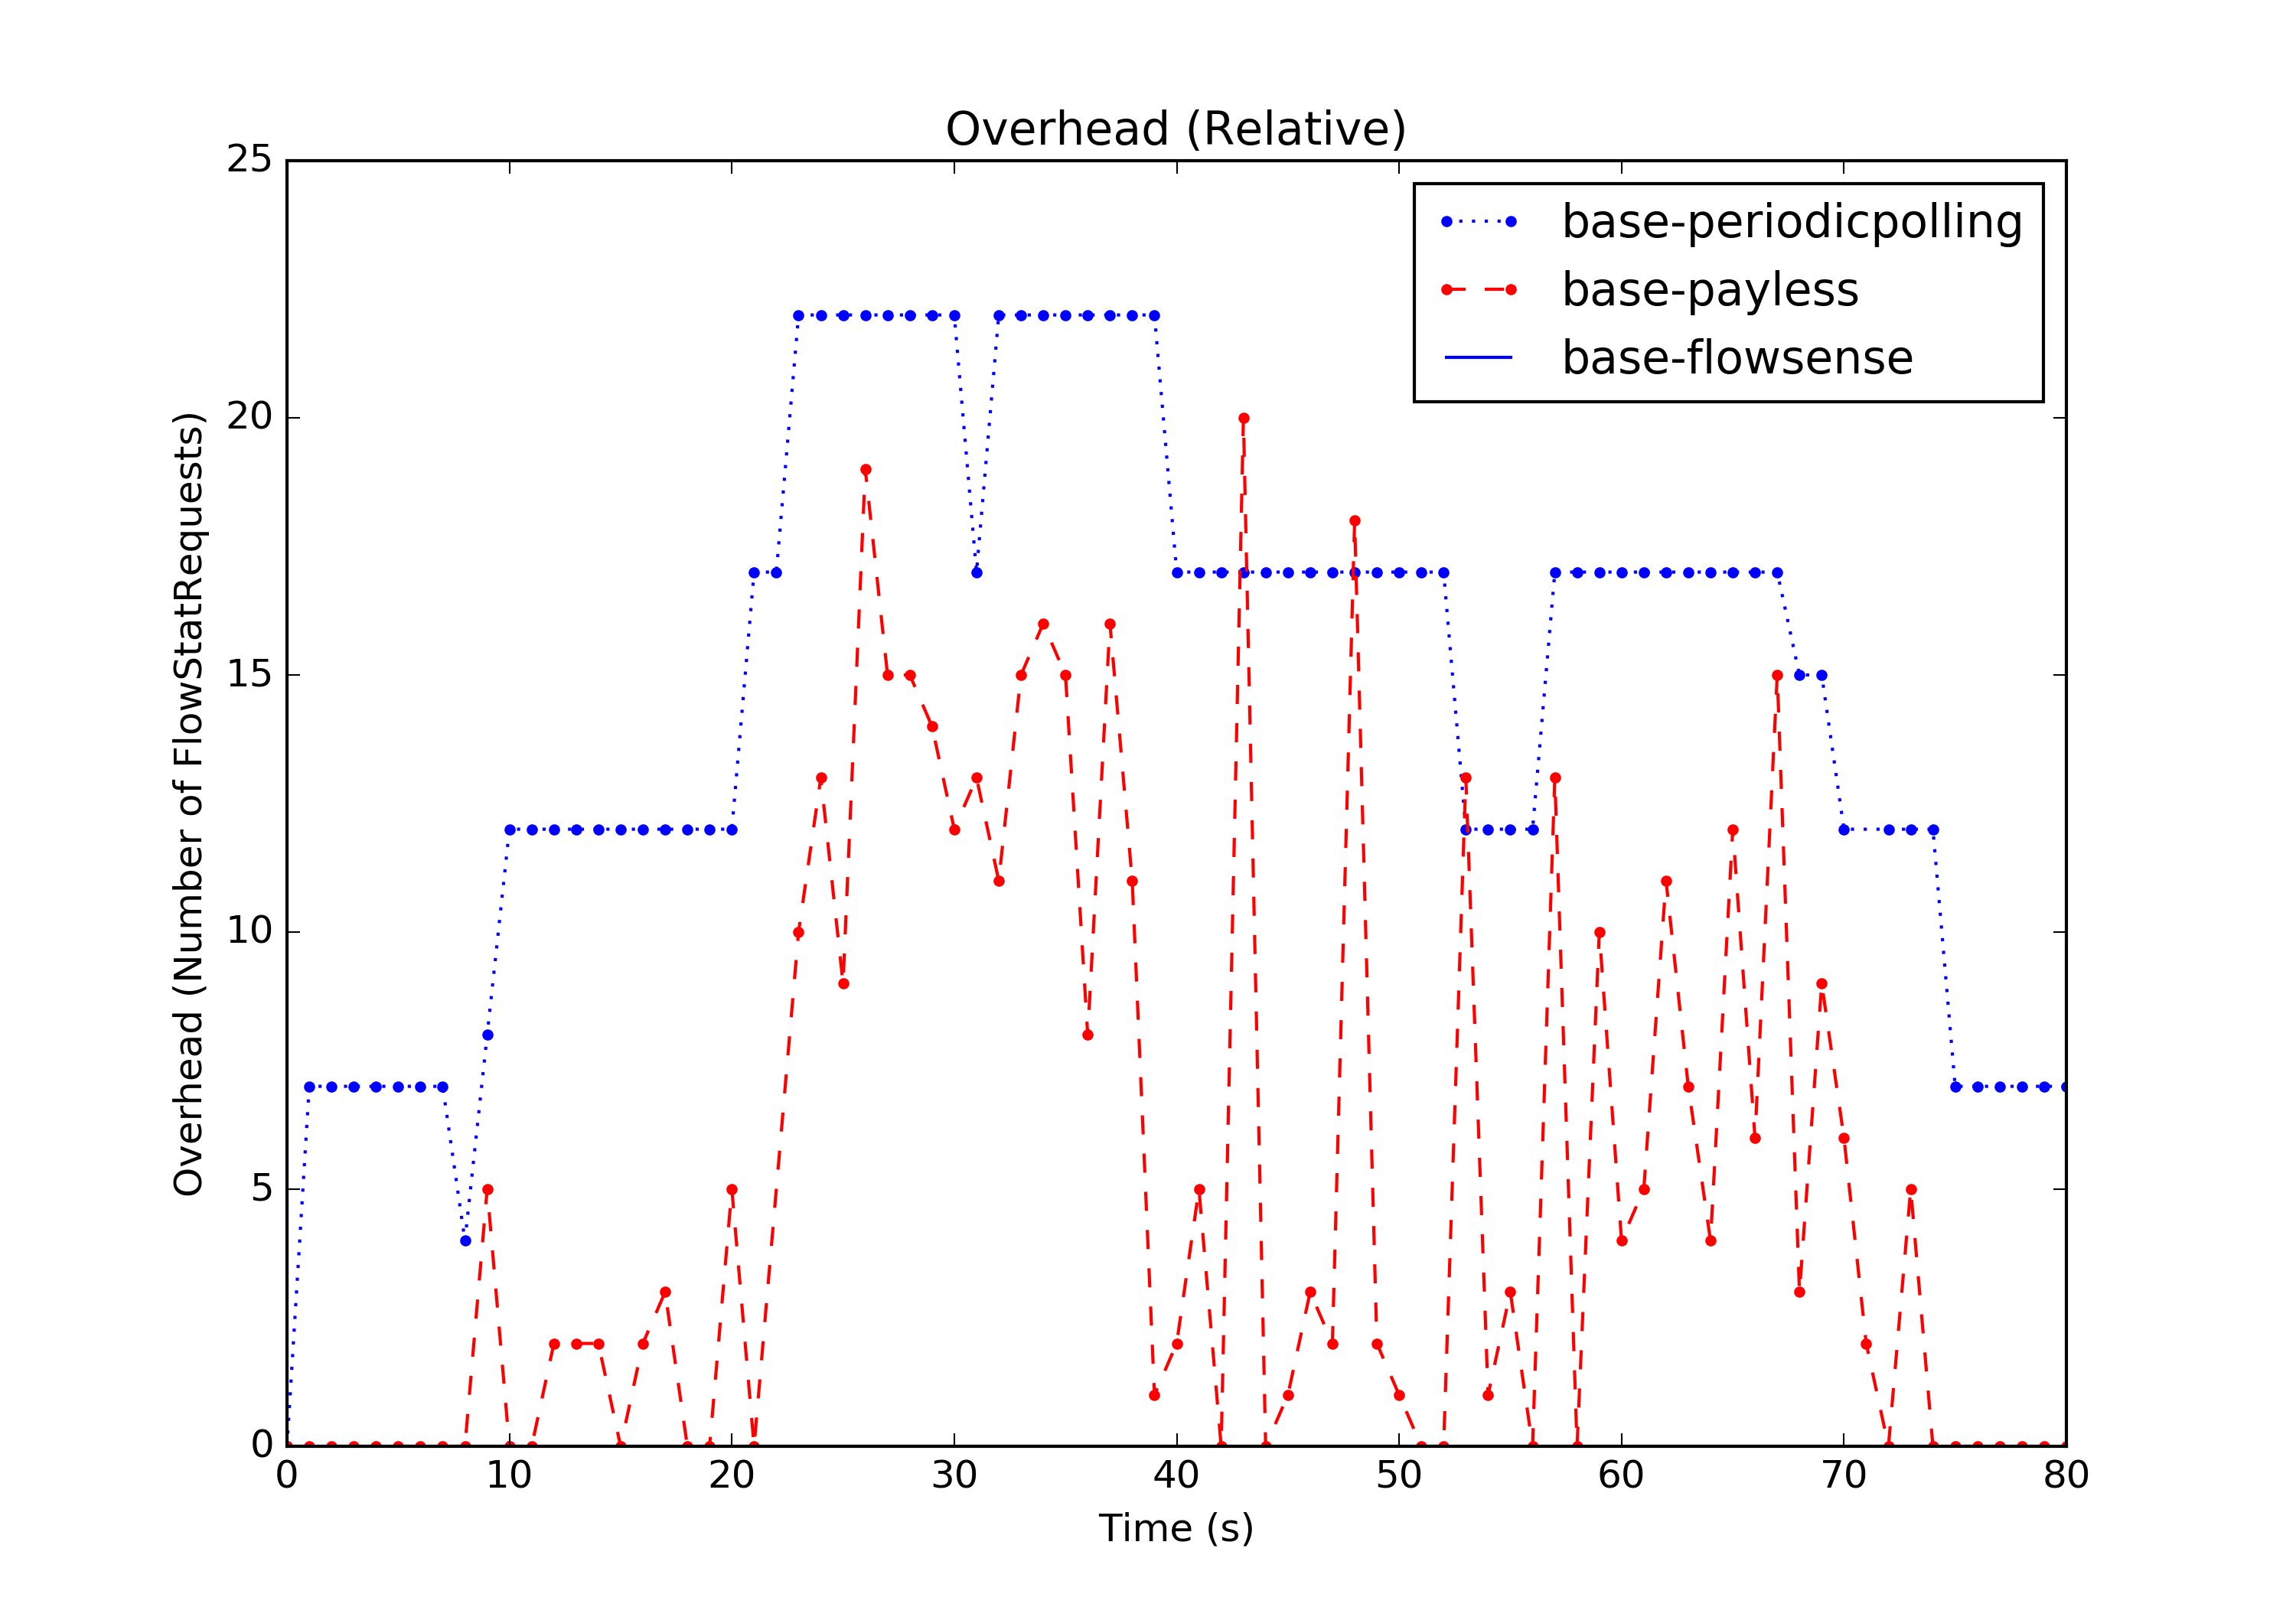 Overhead (Relative)
25
20
15
10
5
0
Overhead (Number of FlowStatRequests)
base-periodicpolling
base-payless
base-flowsense
0 10 20 30 40 50 60 70 80
Time (s)